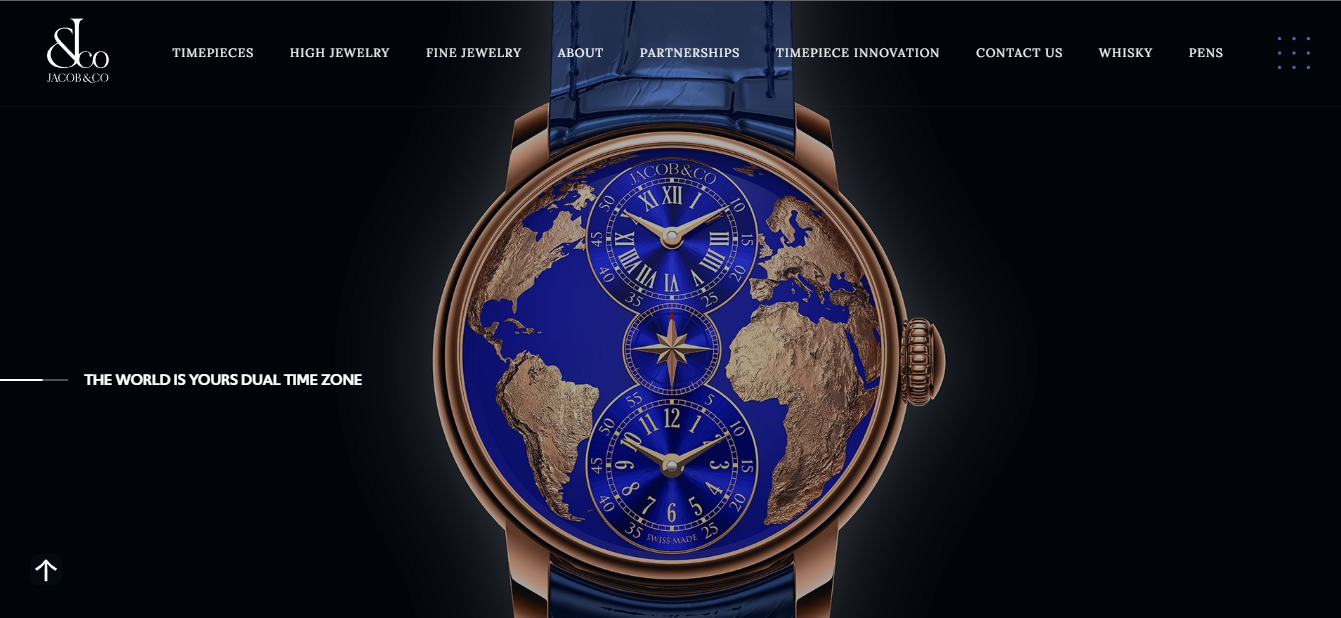 &co
JACOB&CO
TIMEPIECES
HIGH JEWELRY
FINE JEWELRY
ABOUT
PARTNERSHIPS
TIMEPIECE INNOVATION
CONTACT US
WHISKY
PENS
JACOB&CO
XI XII I
50 10
X
IX III
45 15
40 20
VII VI V
35 25
THE WORLD IS YOURS DUAL TIME ZONE
55 5
11 12 1
50 10
10 2
45 9 3 15
8 4
40 20
7 6 5
35 25
SWISS MADE